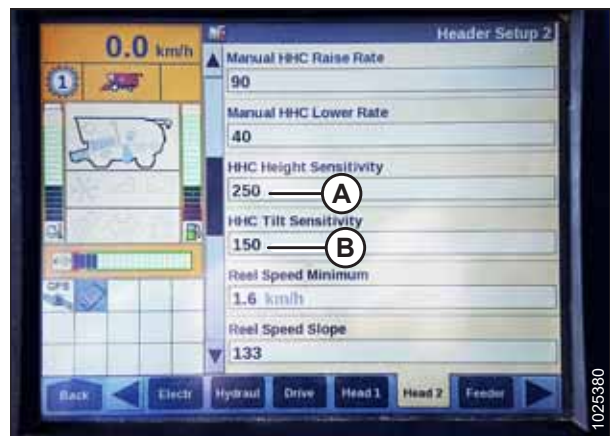 0.0 km/h
Header Setup 2
1
Manual HHC Raise Rate
90
Manual HHC Lower Rate
40
HHC Height Sensitivity
250
A
HHC Tilt Sensitivity
150
B
Reel Speed Minimum
1.6 km/h
Reel Speed Slope
133
GPS
Back
Electr
Hydraul
Drive
Head 1
Head 2
Feeder
1025380